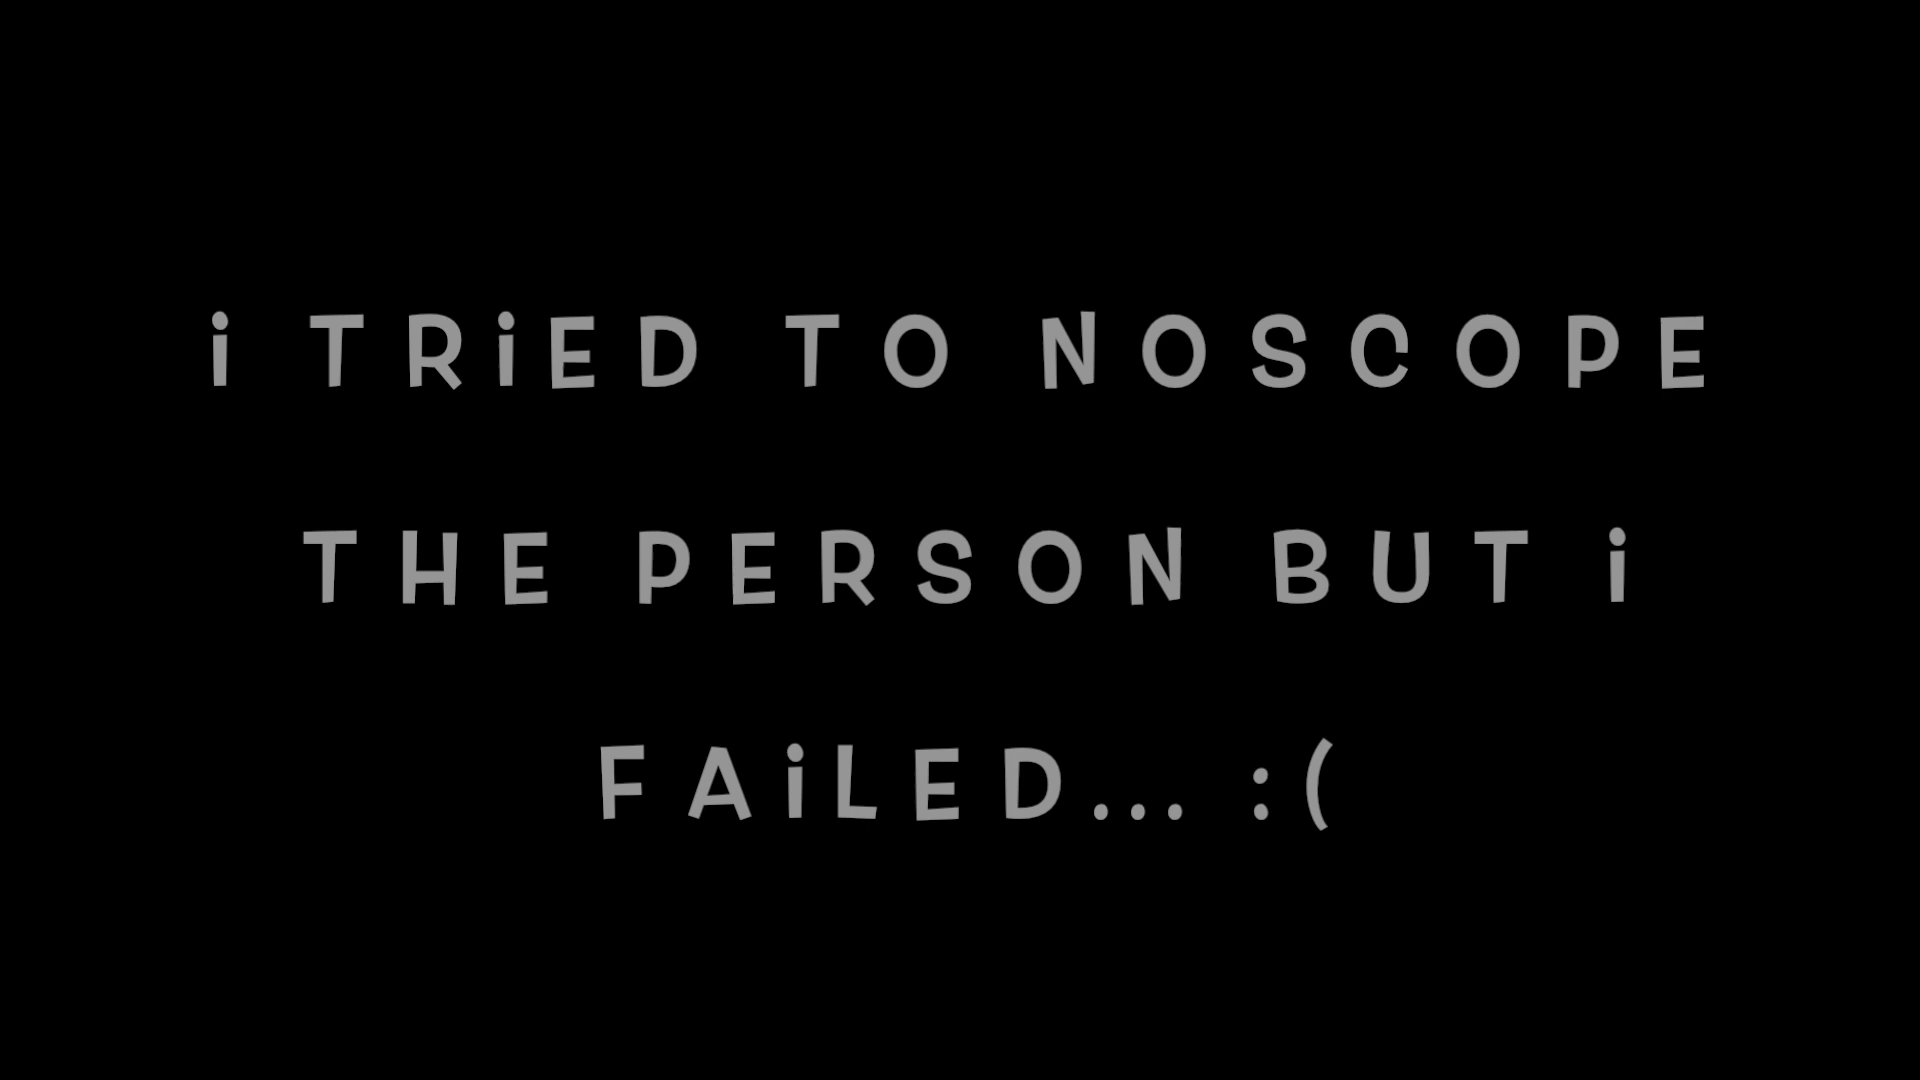 i TRiED TO NOSCOPE
THE PERSON BUT i
FAiLED... :(